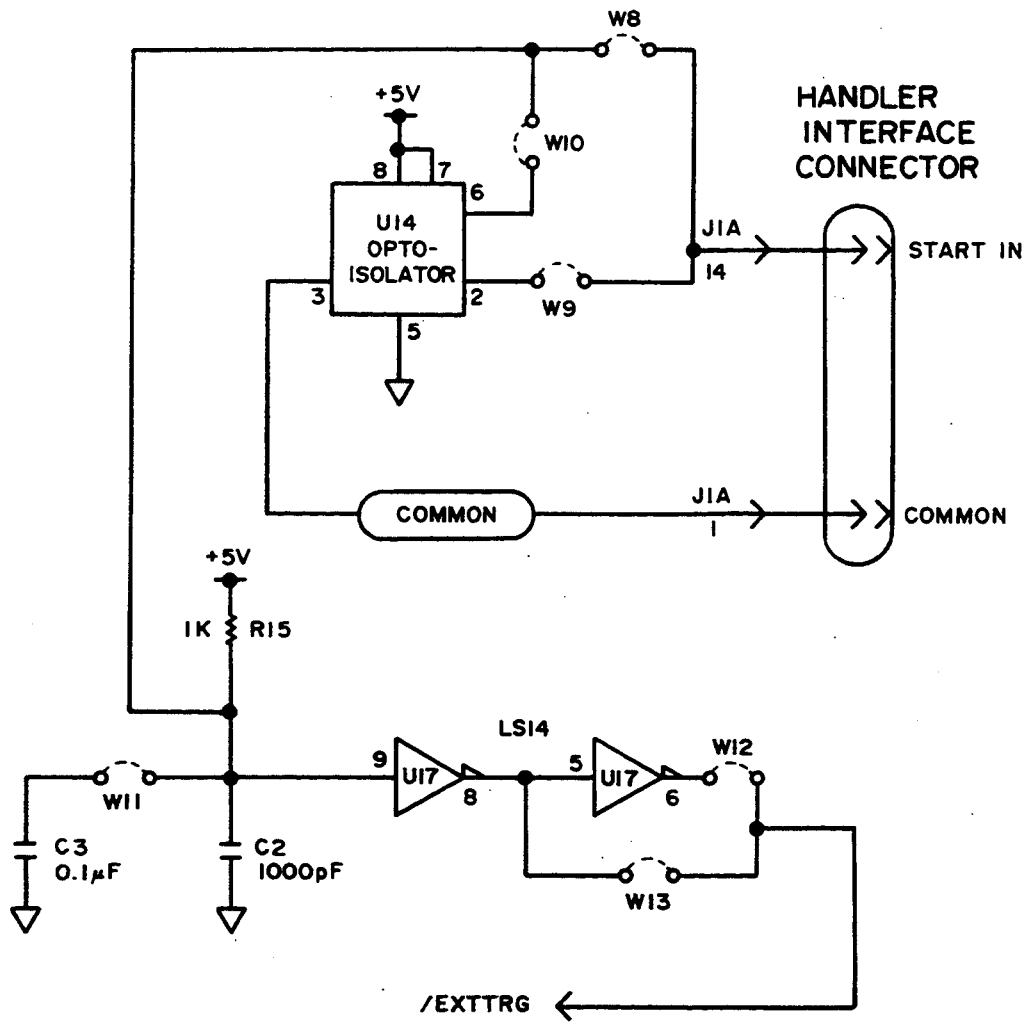 W8
+5V
HANDLER
INTERFACE
CONNECTOR
W10
8
7
6
U14
OPTO-
ISOLATOR
J1A
14
START IN
3
2
W9
5
COMMON
J1A
1
COMMON
+5V
1K
R15
LS14
W11
9
U17
8
5
U17
6
W12
C3
0.1µF
C2
1000pF
W13
/EXTTRG